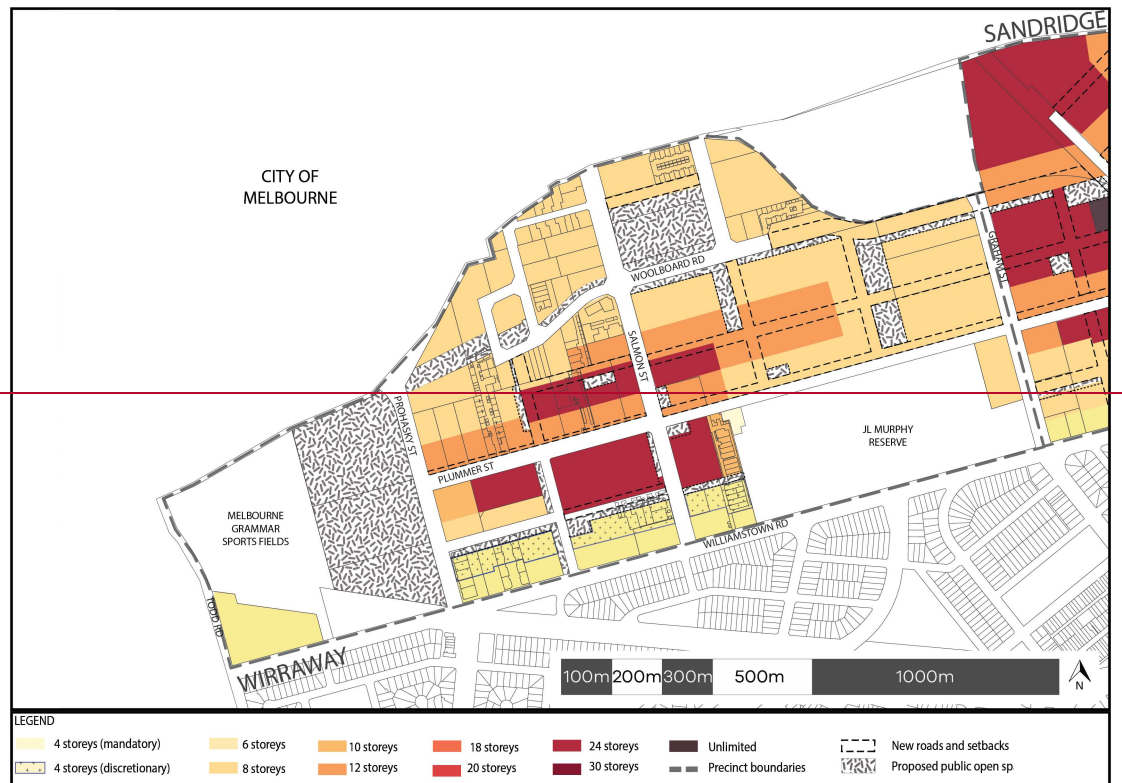 SANDRIDGE
CITY OF
MELBOURNE
GRAHAM ST
WOOLBOARD RD
SALMON ST
PROHASKY ST
JL MURPHY
RESERVE
PLUMMER ST
MELBOURNE
GRAMMAR
SPORTS FIELDS
WILLIAMSTOWN RD
TODD RD
WIRRAWAY
100m 200m 300m 500m 1000m
N
LEGEND
4 storeys (mandatory)
6 storeys
10 storeys
18 storeys
24 storeys
Unlimited
New roads and setbacks
4 storeys (discretionary)
8 storeys
12 storeys
20 storeys
30 storeys
Precinct boundaries
Proposed public open sp